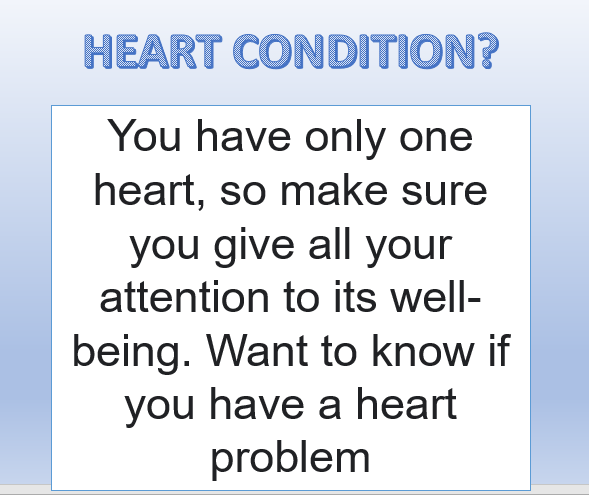 HEART CONDITION?
You have only one
heart, so make sure
you give all your
attention to its well-
being. Want to know if
you have a heart
problem